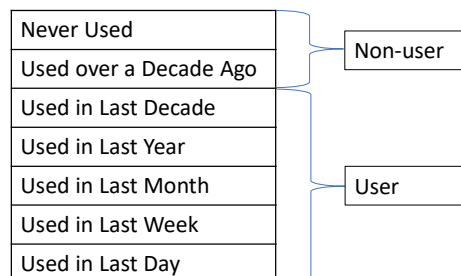 Never Used
Used over a Decade Ago
Used in Last Decade
Used in Last Year
Used in Last Month
Used in Last Week
Used in Last Day
Non-user
User